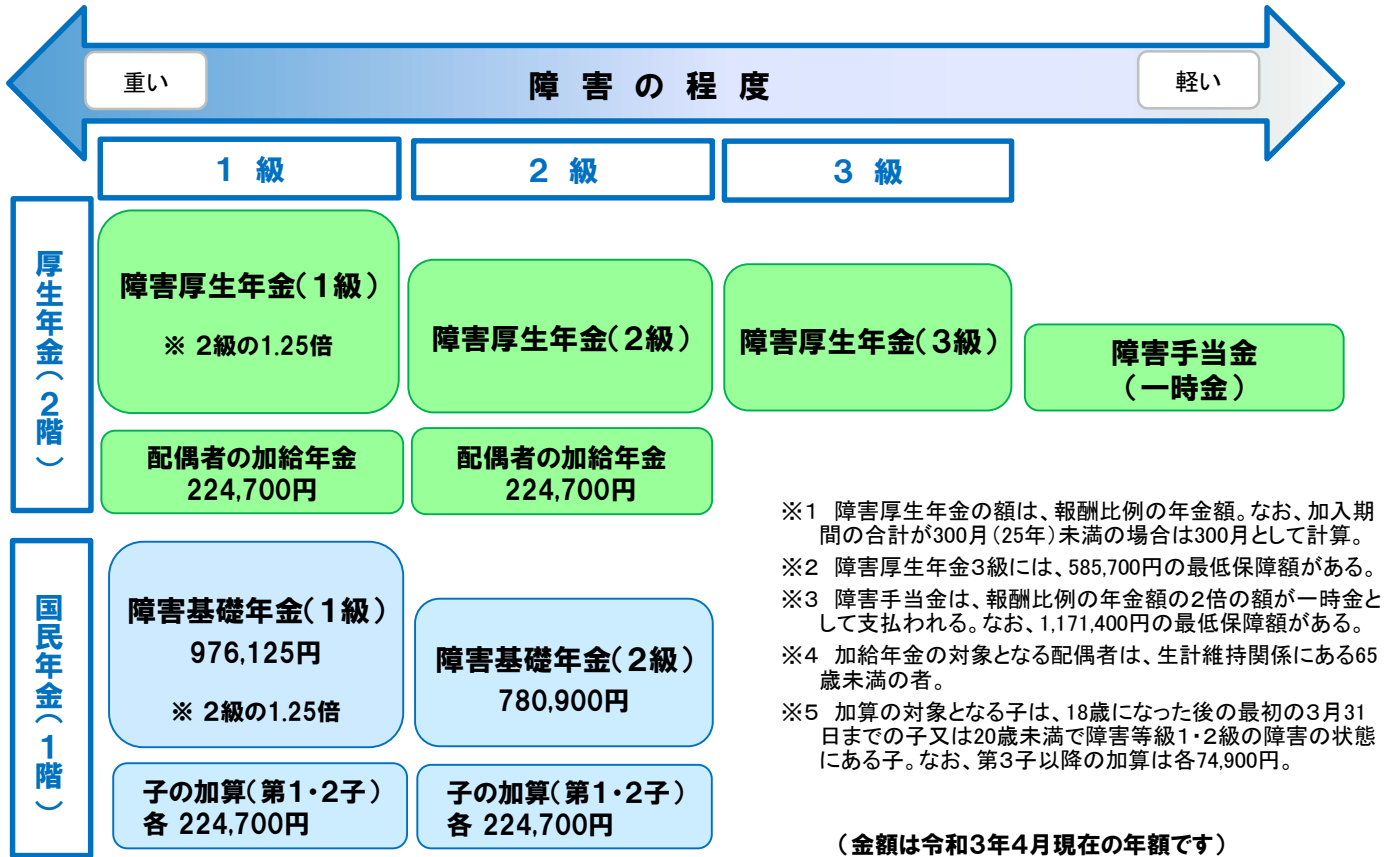 重い
障害の程度
軽い
1 級
2 級
3 級
厚生年金(2階)
障害厚生年金(1級)
※ 2級の1.25倍
障害厚生年金(2級)
障害厚生年金(3級)
障害手当金
(一時金)
配偶者の加給年金
224,700円
配偶者の加給年金
224,700円
国民年金(1階)
障害基礎年金(1級)
976,125円
※ 2級の1.25倍
障害基礎年金(2級)
780,900円
子の加算(第1・2子)
各 224,700円
子の加算(第1・2子)
各 224,700円
※1 障害厚生年金の額は、報酬比例の年金額。なお、加入期
間の合計が300月(25年)未満の場合は300月として計算。
※2 障害厚生年金3級には、585,700円の最低保障額がある。
※3 障害手当金は、報酬比例の年金額の2倍の額が一時金と
して支払われる。なお、1,171,400円の最低保障額がある。
※4 加給年金の対象となる配偶者は、生計維持関係にある65
歳未満の者。
※5 加算の対象となる子は、18歳になった後の最初の3月31
日までの子又は20歳未満で障害等級1・2級の障害の状態
にある子。なお、第3子以降の加算は各74,900円。
(金額は令和3年4月現在の年額です)